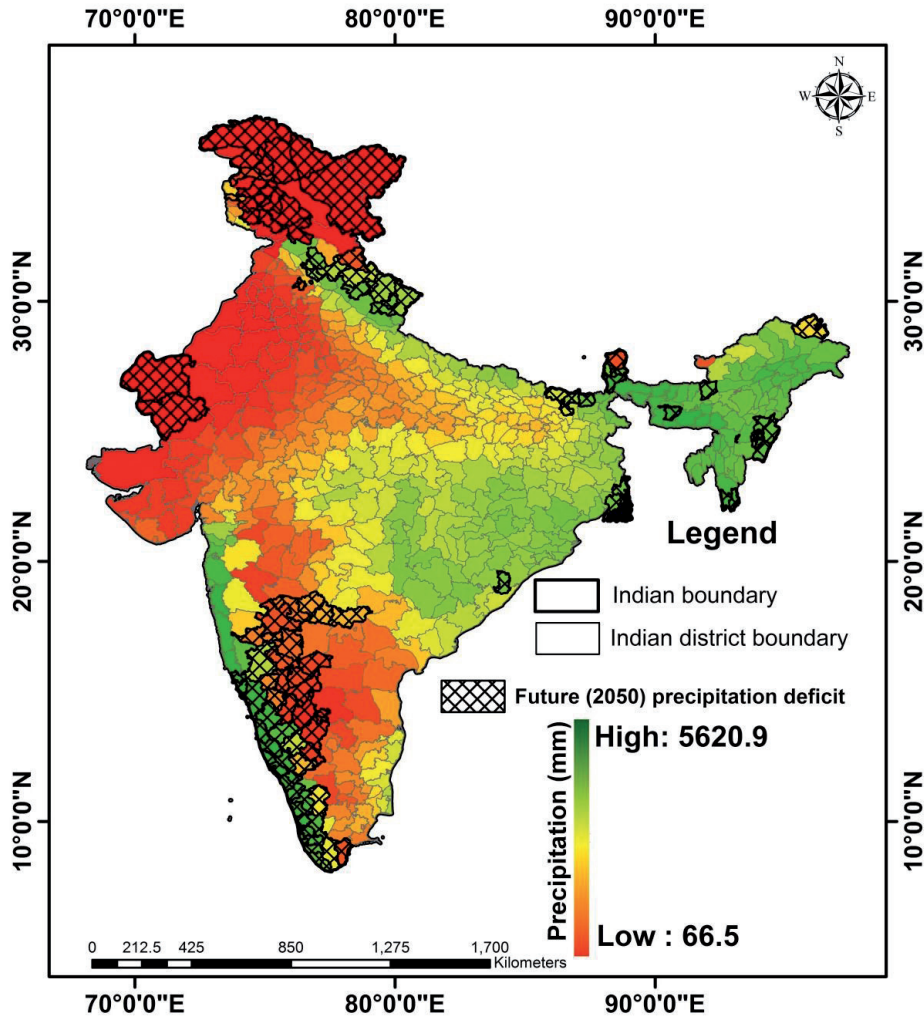 70°0'0"E 80°0'0"E 90°0'0"E
N
W E
S
30°0'0"N 30°0'0"N
20°0'0"N 20°0'0"N
10°0'0"N 10°0'0"N
Legend
Indian boundary
Indian district boundary
Future (2050) precipitation deficit
Precipitation (mm)
High: 5620.9
Low : 66.5
0 212.5 425 850 1,275 1,700
Kilometers
70°0'0"E 80°0'0"E 90°0'0"E